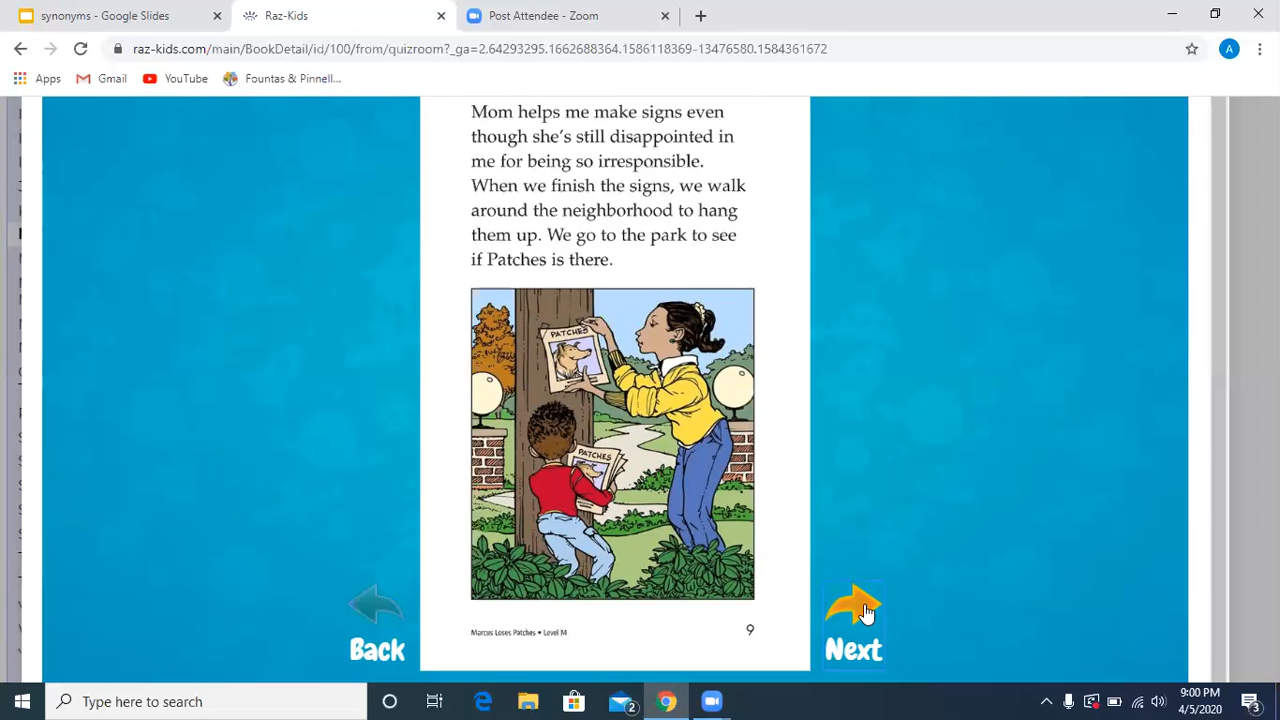 synonyms - Google Slides
Raz-Kids
Post Attendee - Zoom
raz-kids.com/main/BookDetail/id/100/from/quizroom?_ga=2.64293295.1662688364.1586118369-13476580.1584361672
A
Apps
Gmail
YouTube
Fountas & Pinnell...
Mom helps me make signs even
though she's still disappointed in
me for being so irresponsible.
When we finish the signs, we walk
around the neighborhood to hang
them up. We go to the park to see
if Patches is there.
PATCHES
PATCHES
Marcus Loses Patches • Level M
9
Back
Next
Type here to search
2
9:00 PM
4/5/2020
3